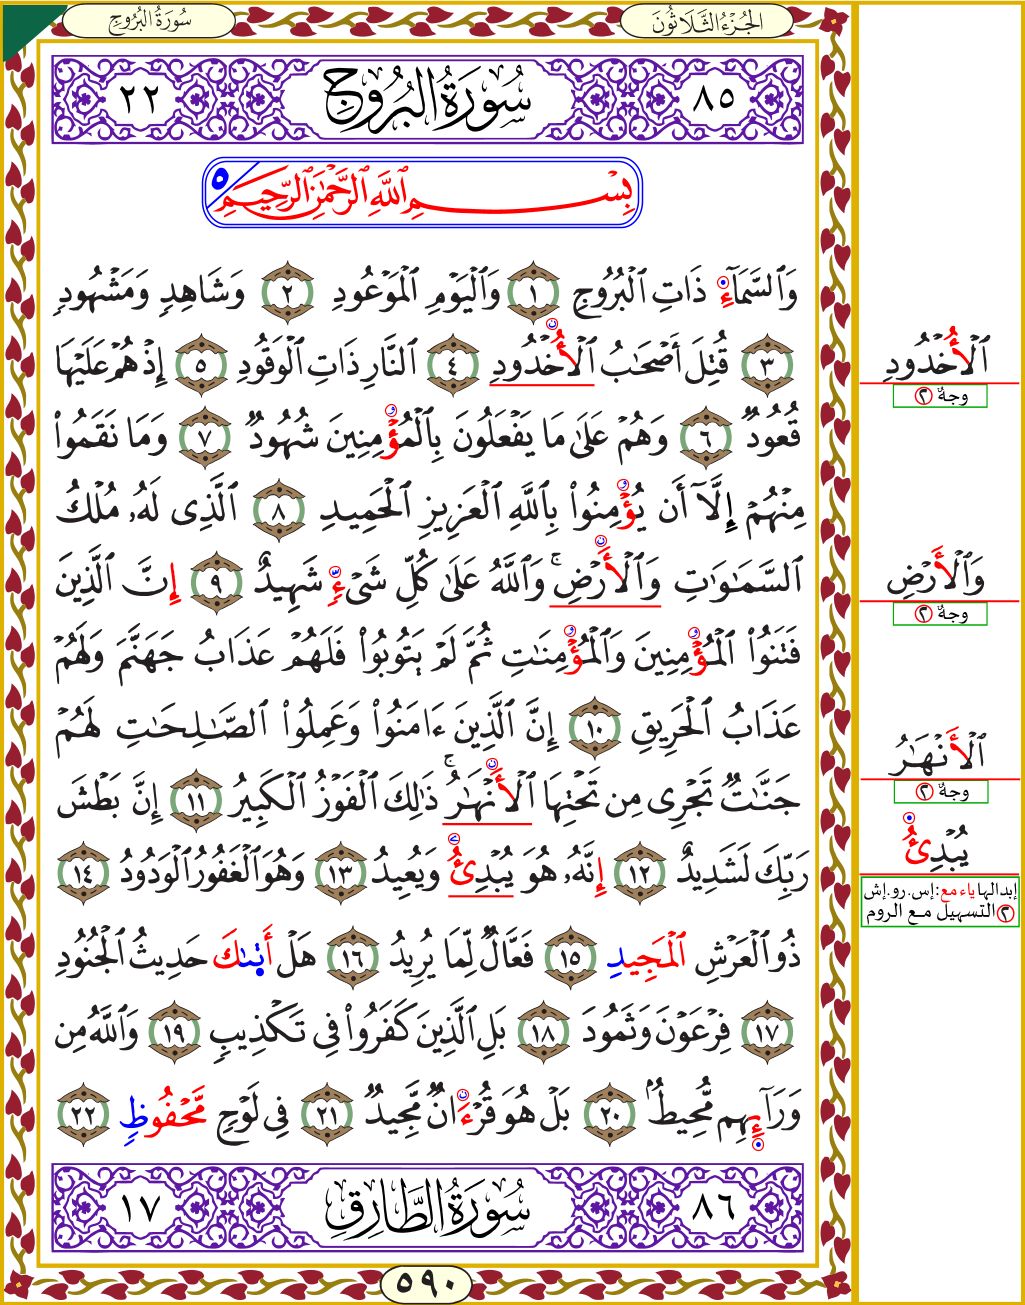 سُورَةُ البُرُوجِ
الجُزْءُ الثَّلَاثُونَ
٨٥ سُورَةُ البُرُوجِ ٢٢
بِسْمِ ٱللَّهِ ٱلرَّحْمَٰنِ ٱلرَّحِيمِ ٥
وَٱلسَّمَآءِ ذَاتِ ٱلْبُرُوجِ ١ وَٱلْيَوْمِ ٱلْمَوْعُودِ ٢ وَشَاهِدٖ وَمَشْهُودٖ
٣ قُتِلَ أَصْحَٰبُ ٱلْأُخْدُودِ ٤ ٱلنَّارِ ذَاتِ ٱلْوَقُودِ ٥ إِذْ هُمْ عَلَيْهَا
قُعُودٞ ٦ وَهُمْ عَلَىٰ مَا يَفْعَلُونَ بِٱلْمُؤْمِنِينَ شُهُودٞ ٧ وَمَا نَقَمُوا۟
مِنْهُمْ إِلَّآ أَن يُؤْمِنُوا۟ بِٱللَّهِ ٱلْعَزِيزِ ٱلْحَمِيدِ ٨ ٱلَّذِى لَهُۥ مُلْكُ
ٱلسَّمَٰوَٰتِ وَٱلْأَرْضِۚ وَٱللَّهُ عَلَىٰ كُلِّ شَىْءٖ شَهِيدٌ ٩ إِنَّ ٱلَّذِينَ
فَتَنُوا۟ ٱلْمُؤْمِنِينَ وَٱلْمُؤْمِنَٰتِ ثُمَّ لَمْ يَتُوبُوا۟ فَلَهُمْ عَذَابُ جَهَنَّمَ وَلَهُمْ
عَذَابُ ٱلْحَرِيقِ ١٠ إِنَّ ٱلَّذِينَ ءَامَنُوا۟ وَعَمِلُوا۟ ٱلصَّٰلِحَٰتِ لَهُمْ
جَنَّٰتٞ تَجْرِى مِن تَحْتِهَا ٱلْأَنْهَٰرُۚ ذَٰلِكَ ٱلْفَوْزُ ٱلْكَبِيرُ ١١ إِنَّ بَطْشَ
رَبِّكَ لَشَدِيدٌ ١٢ إِنَّهُۥ هُوَ يُبْدِئُ وَيُعِيدُ ١٣ وَهُوَ ٱلْغَفُورُ ٱلْوَدُودُ ١٤
ذُو ٱلْعَرْشِ ٱلْمَجِيدِ ١٥ فَعَّالٞ لِّمَا يُرِيدُ ١٦ هَلْ أَتَىٰكَ حَدِيثُ ٱلْجُنُودِ
١٧ فِرْعَوْنَ وَثَمُودَ ١٨ بَلِ ٱلَّذِينَ كَفَرُوا۟ فِى تَكْذِيبٖ ١٩ وَٱللَّهُ مِن
وَرَآئِهِم مُّحِيطُۢ ٢٠ بَلْ هُوَ قُرْءَانٞ مَّجِيدٞ ٢١ فِى لَوْحٖ مَّحْفُوظٖ ٢٢
٨٦ سُورَةُ الطَّارِقِ ١٧
٥٩٠
ٱلْأُخْدُودِ
وجهٌ ٢
وَٱلْأَرْضِ
وجهٌ ٢
ٱلْأَنْهَٰرُ
وجهٌ ٢
يُبْدِئُ
إبدالها ياء مع: إس.رو.إش
٢ التسهيل مع الروم